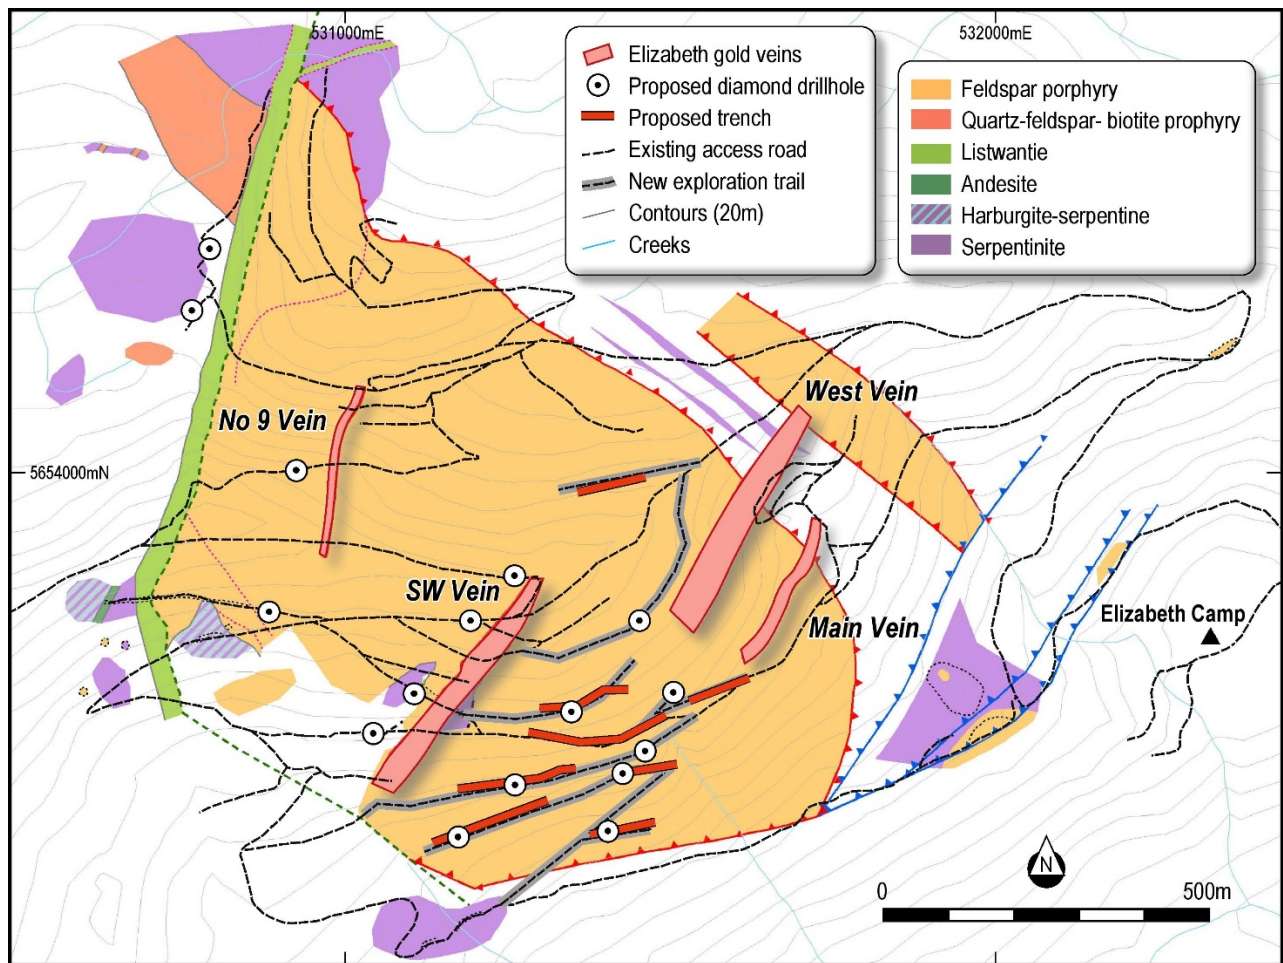 531000mE
532000mE
Elizabeth gold veins
Proposed diamond drillhole
Proposed trench
Existing access road
New exploration trail
Contours (20m)
Creeks
Feldspar porphyry
Quartz-feldspar- biotite prophyry
Listwantie
Andesite
Harburgite-serpentine
Serpentinite
West Vein
No 9 Vein
5654000mN
SW Vein
Main Vein
Elizabeth Camp
N
0
500m